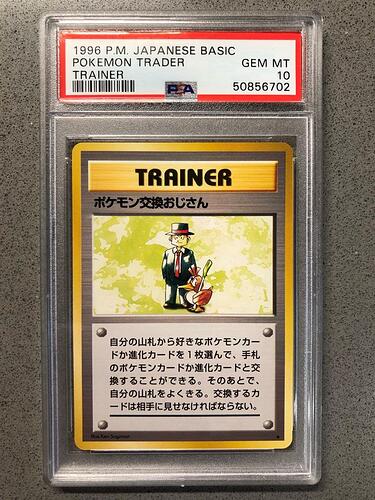 1996 P.M. JAPANESE BASIC
POKEMON TRADER GEM MT
TRAINER 10
PSA 50856702
TRAINER
ポケモン交換おじさん
自分の山札から好きなポケモンカー
ドか進化カードを1枚選んで、手札
のポケモンカードか進化カードと交
換することができる。そのあとで、
自分の山札をよくきる。交換するカ
ードは相手に見せなければならない。
Illus.Ken Sugimori